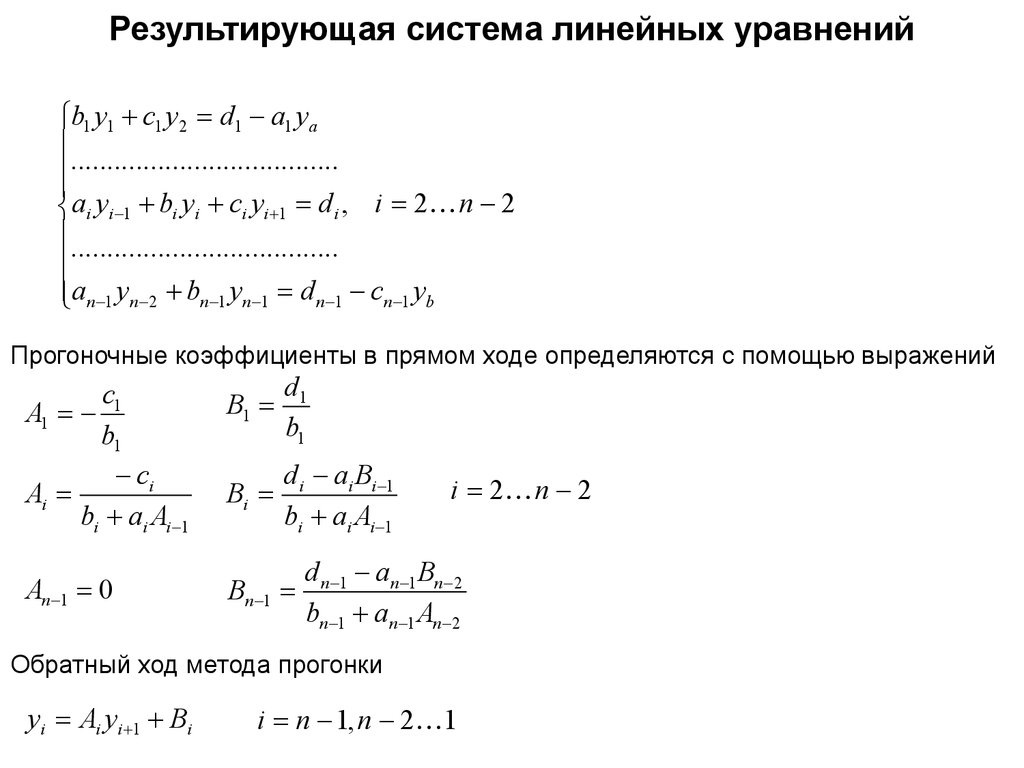 Результирующая система линейных уравнений
b₁y₁ + c₁y₂ = d₁ − a₁yₐ
.....................................
aᵢyᵢ₋₁ + bᵢyᵢ + cᵢyᵢ₊₁ = dᵢ, i = 2…n − 2
.....................................
aₙ₋₁yₙ₋₂ + bₙ₋₁yₙ₋₁ = dₙ₋₁ − cₙ₋₁y_b
Прогоночные коэффициенты в прямом ходе определяются с помощью выражений
A₁ = − c₁/b₁ B₁ = d₁/b₁
Aᵢ = − cᵢ/(bᵢ + aᵢAᵢ₋₁) Bᵢ = (dᵢ − aᵢBᵢ₋₁)/(bᵢ + aᵢAᵢ₋₁) i = 2…n − 2
Aₙ₋₁ = 0 Bₙ₋₁ = (dₙ₋₁ − aₙ₋₁Bₙ₋₂)/(bₙ₋₁ + aₙ₋₁Aₙ₋₂)
Обратный ход метода прогонки
yᵢ = Aᵢyᵢ₊₁ + Bᵢ i = n − 1, n − 2…1